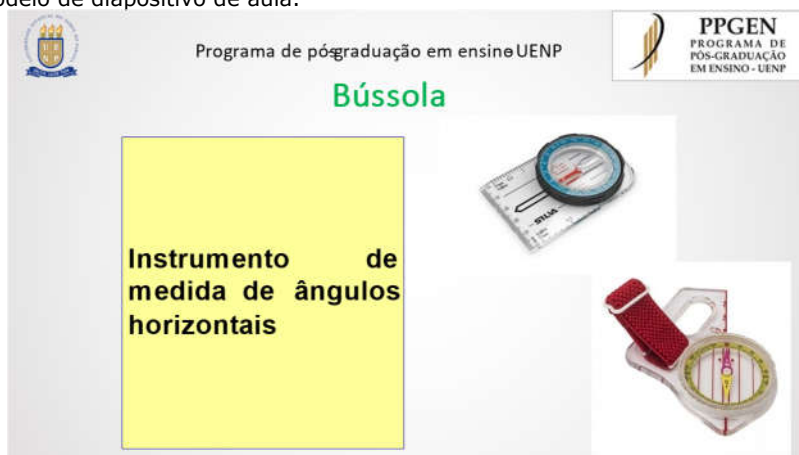 odelo de diapositivo de aula.
Programa de pósgraduação em ensino UENP
PPGEN
PROGRAMA DE
PÓS-GRADUAÇÃO
EM ENSINO - UENP
Bússola
Instrumento de
medida de ângulos
horizontais
SILVA